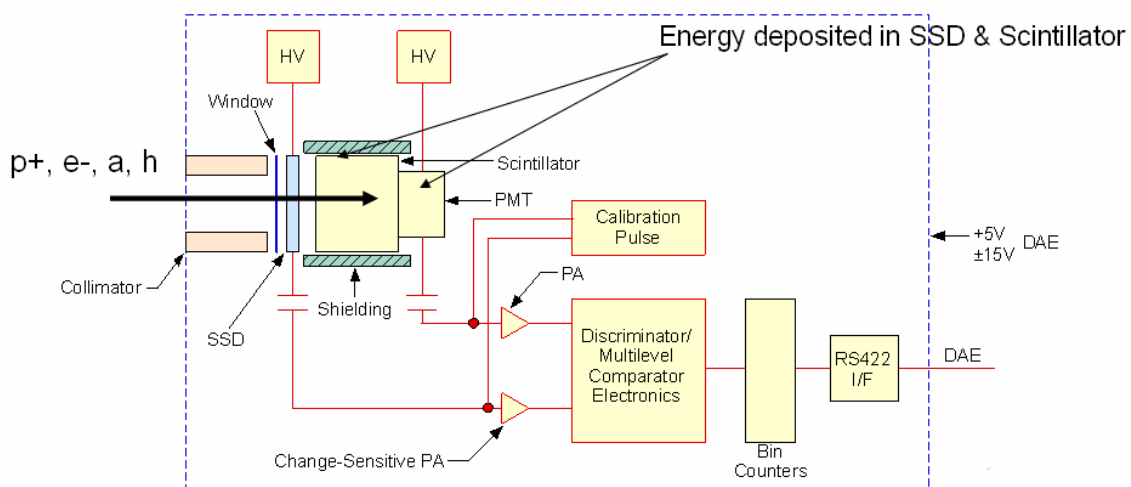 Energy deposited in SSD & Scintillator
HV
HV
Window
Scintillator
p+, e-, a, h
PMT
Calibration
Pulse
+5V
±15V
DAE
Collimator
Shielding
PA
SSD
Discriminator/
Multilevel
Comparator
Electronics
RS422
I/F
DAE
Change-Sensitive PA
Bin
Counters